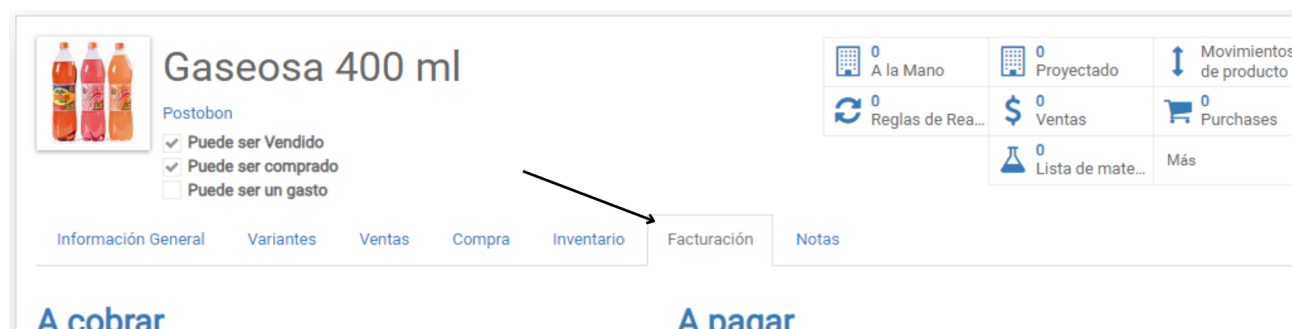 Gaseosa 400 ml
Postobon
Puede ser Vendido
Puede ser comprado
Puede ser un gasto
0
A la Mano
0
Proyectado
Movimientos
de producto
0
Reglas de Rea...
0
Ventas
0
Purchases
0
Lista de mate...
Más
Información General Variantes Ventas Compra Inventario Facturación Notas
A cobrar A pagar